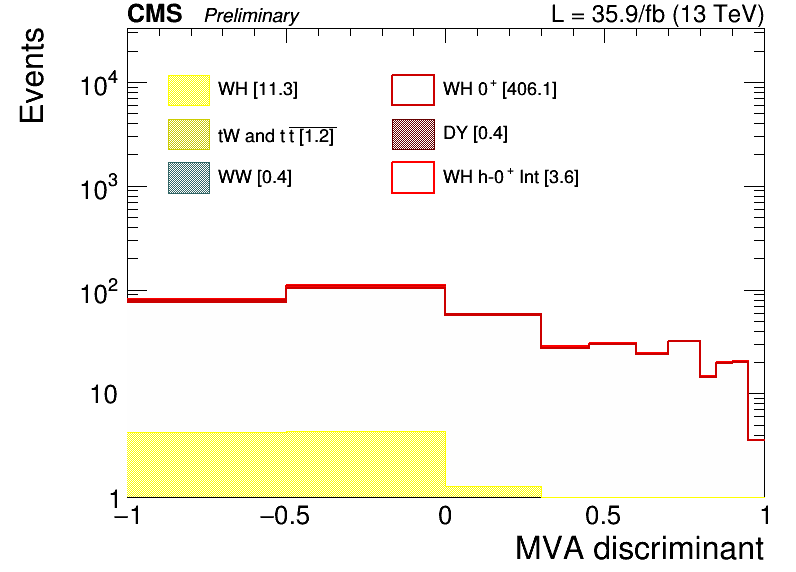 CMS Preliminary L = 35.9/fb (13 TeV)
Events
WH [11.3] WH 0⁺ [406.1]
tW and t t̅ [1.2] DY [0.4]
WW [0.4] WH h-0⁺ Int [3.6]
10⁴
10³
10²
10
1
−1 −0.5 0 0.5 1
MVA discriminant